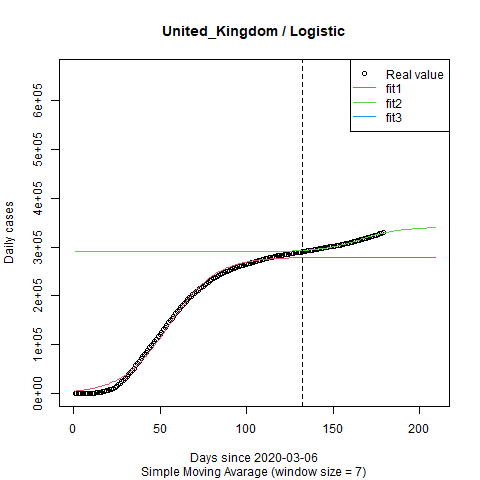 United_Kingdom / Logistic
Real value
fit1
fit2
fit3
Daily cases
0e+00
1e+05
2e+05
3e+05
4e+05
5e+05
6e+05
0 50 100 150 200
Days since 2020-03-06
Simple Moving Avarage (window size = 7)